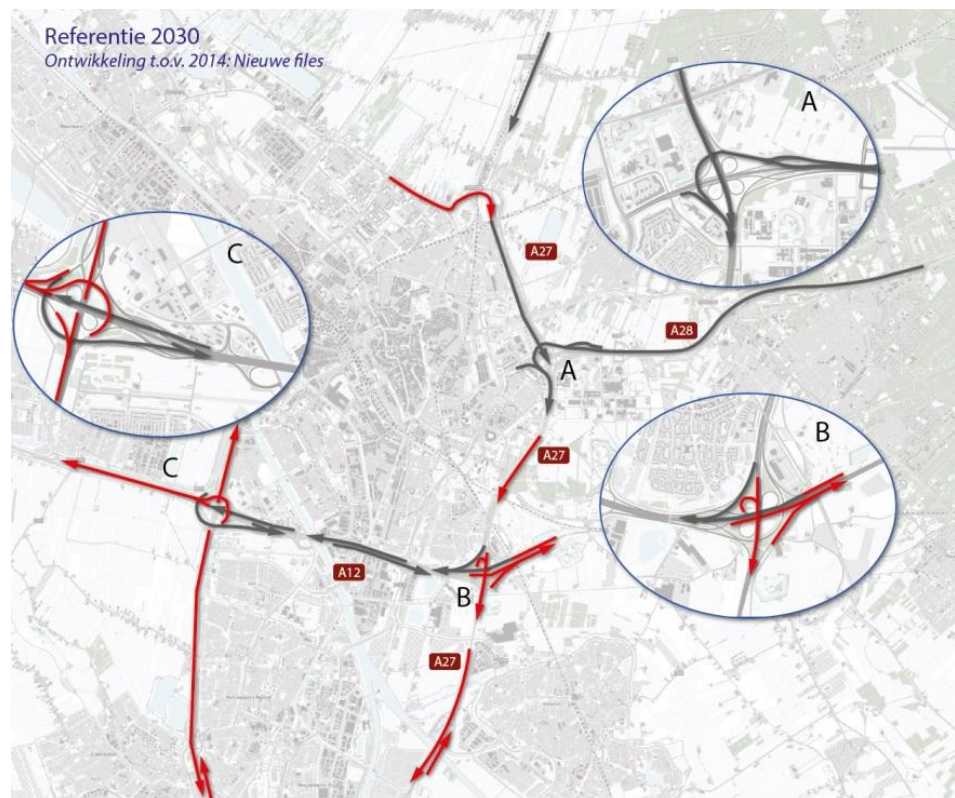 Referentie 2030
Ontwikkeling t.o.v. 2014: Nieuwe files
A
C
A27
A28
A
B
A27
C
A12
B
A27